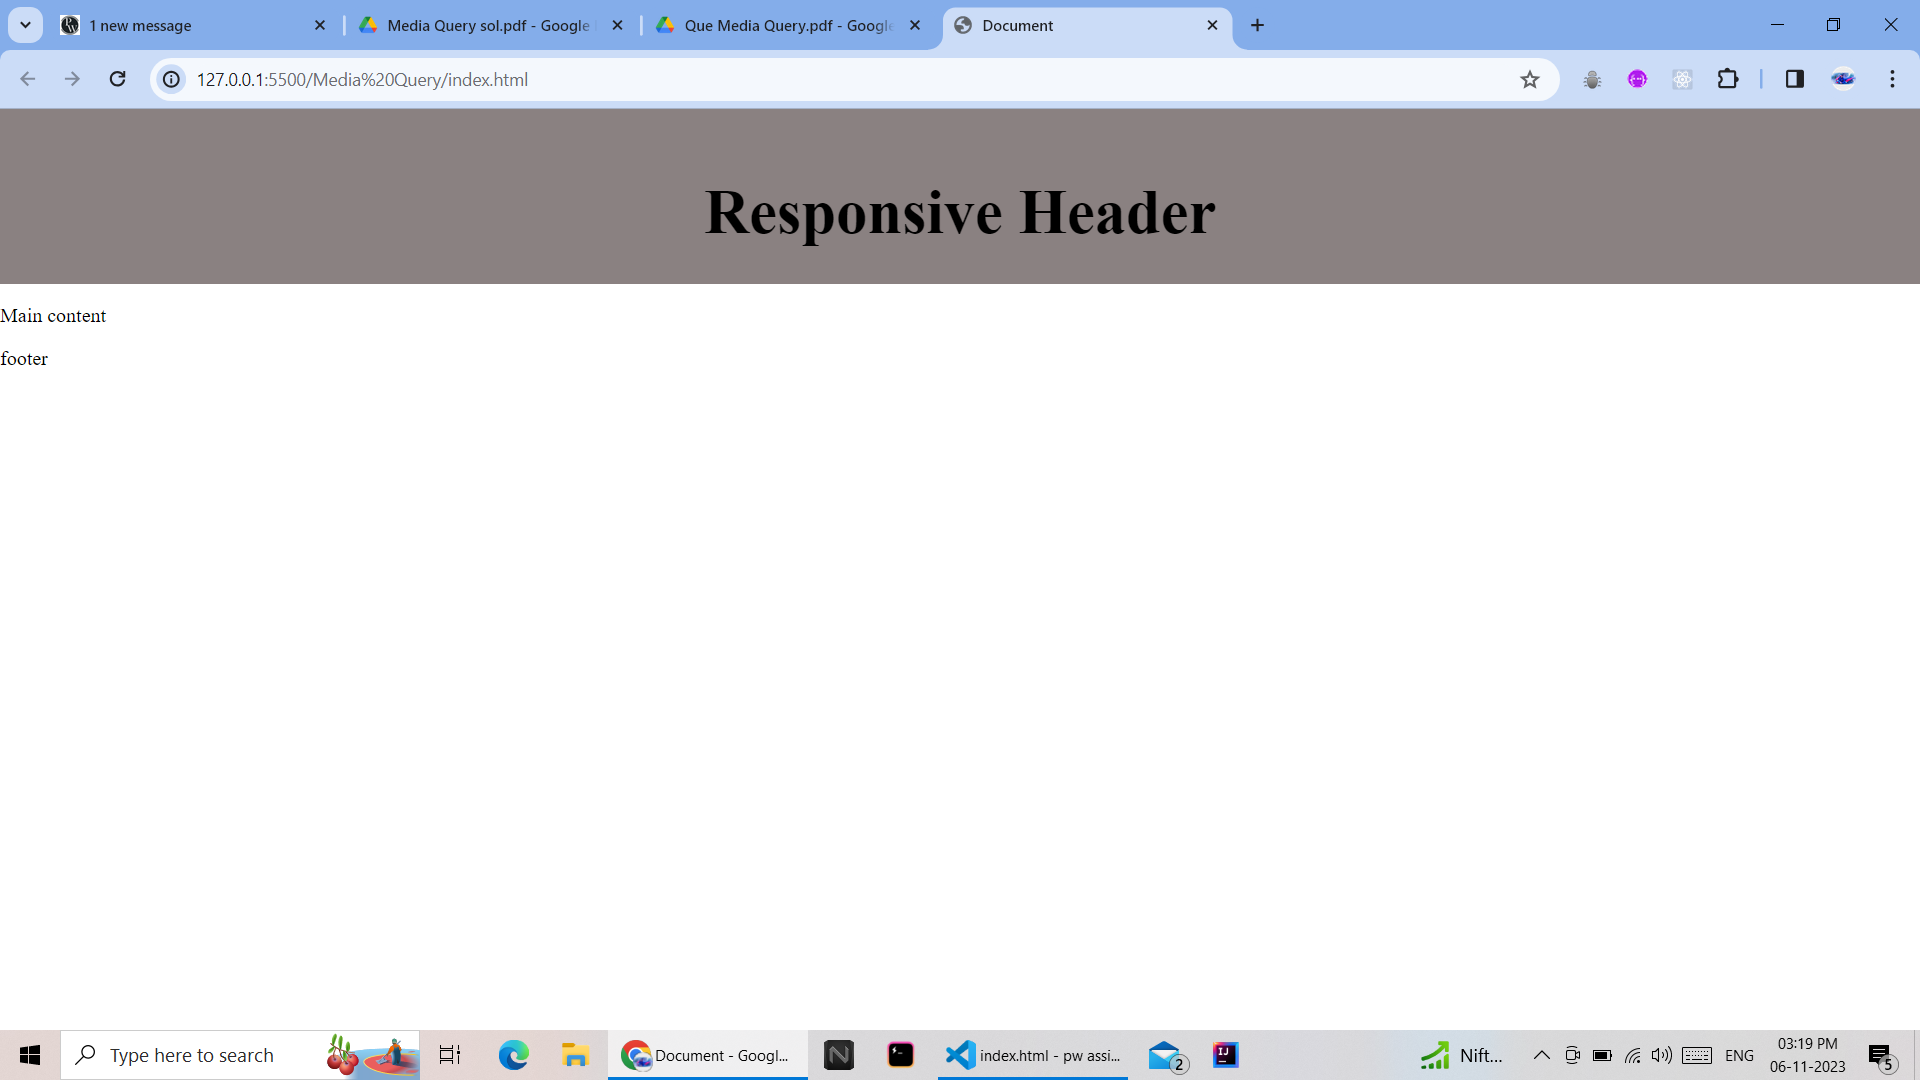 1 new message
Media Query sol.pdf - Google
Que Media Query.pdf - Google
Document
127.0.0.1:5500/Media%20Query/index.html
Responsive Header
Main content
footer
Type here to search
Document - Googl...
index.html - pw assi...
2
Nift...
ENG
03:19 PM
06-11-2023
5